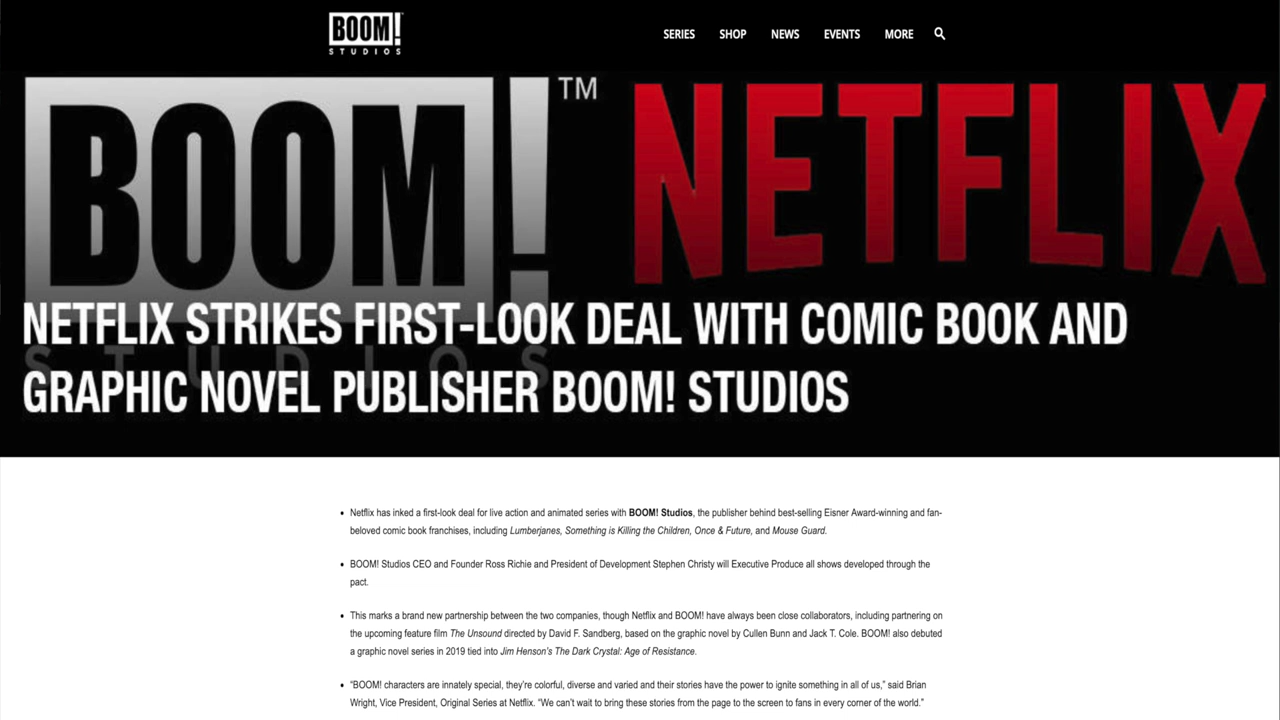 BOOM!
STUDIOS
SERIES SHOP NEWS EVENTS MORE
BOOM! ™ NETFLIX
STUDIOS
NETFLIX STRIKES FIRST-LOOK DEAL WITH COMIC BOOK AND
GRAPHIC NOVEL PUBLISHER BOOM! STUDIOS
• Netflix has inked a first-look deal for live action and animated series with BOOM! Studios, the publisher behind best-selling Eisner Award-winning and fan-
beloved comic book franchises, including Lumberjanes, Something is Killing the Children, Once & Future, and Mouse Guard.
• BOOM! Studios CEO and Founder Ross Richie and President of Development Stephen Christy will Executive Produce all shows developed through the
pact.
• This marks a brand new partnership between the two companies, though Netflix and BOOM! have always been close collaborators, including partnering on
the upcoming feature film The Unsound directed by David F. Sandberg, based on the graphic novel by Cullen Bunn and Jack T. Cole. BOOM! also debuted
a graphic novel series in 2019 tied into Jim Henson's The Dark Crystal: Age of Resistance.
• “BOOM! characters are innately special, they're colorful, diverse and varied and their stories have the power to ignite something in all of us,” said Brian
Wright, Vice President, Original Series at Netflix. “We can't wait to bring these stories from the page to the screen to fans in every corner of the world.”